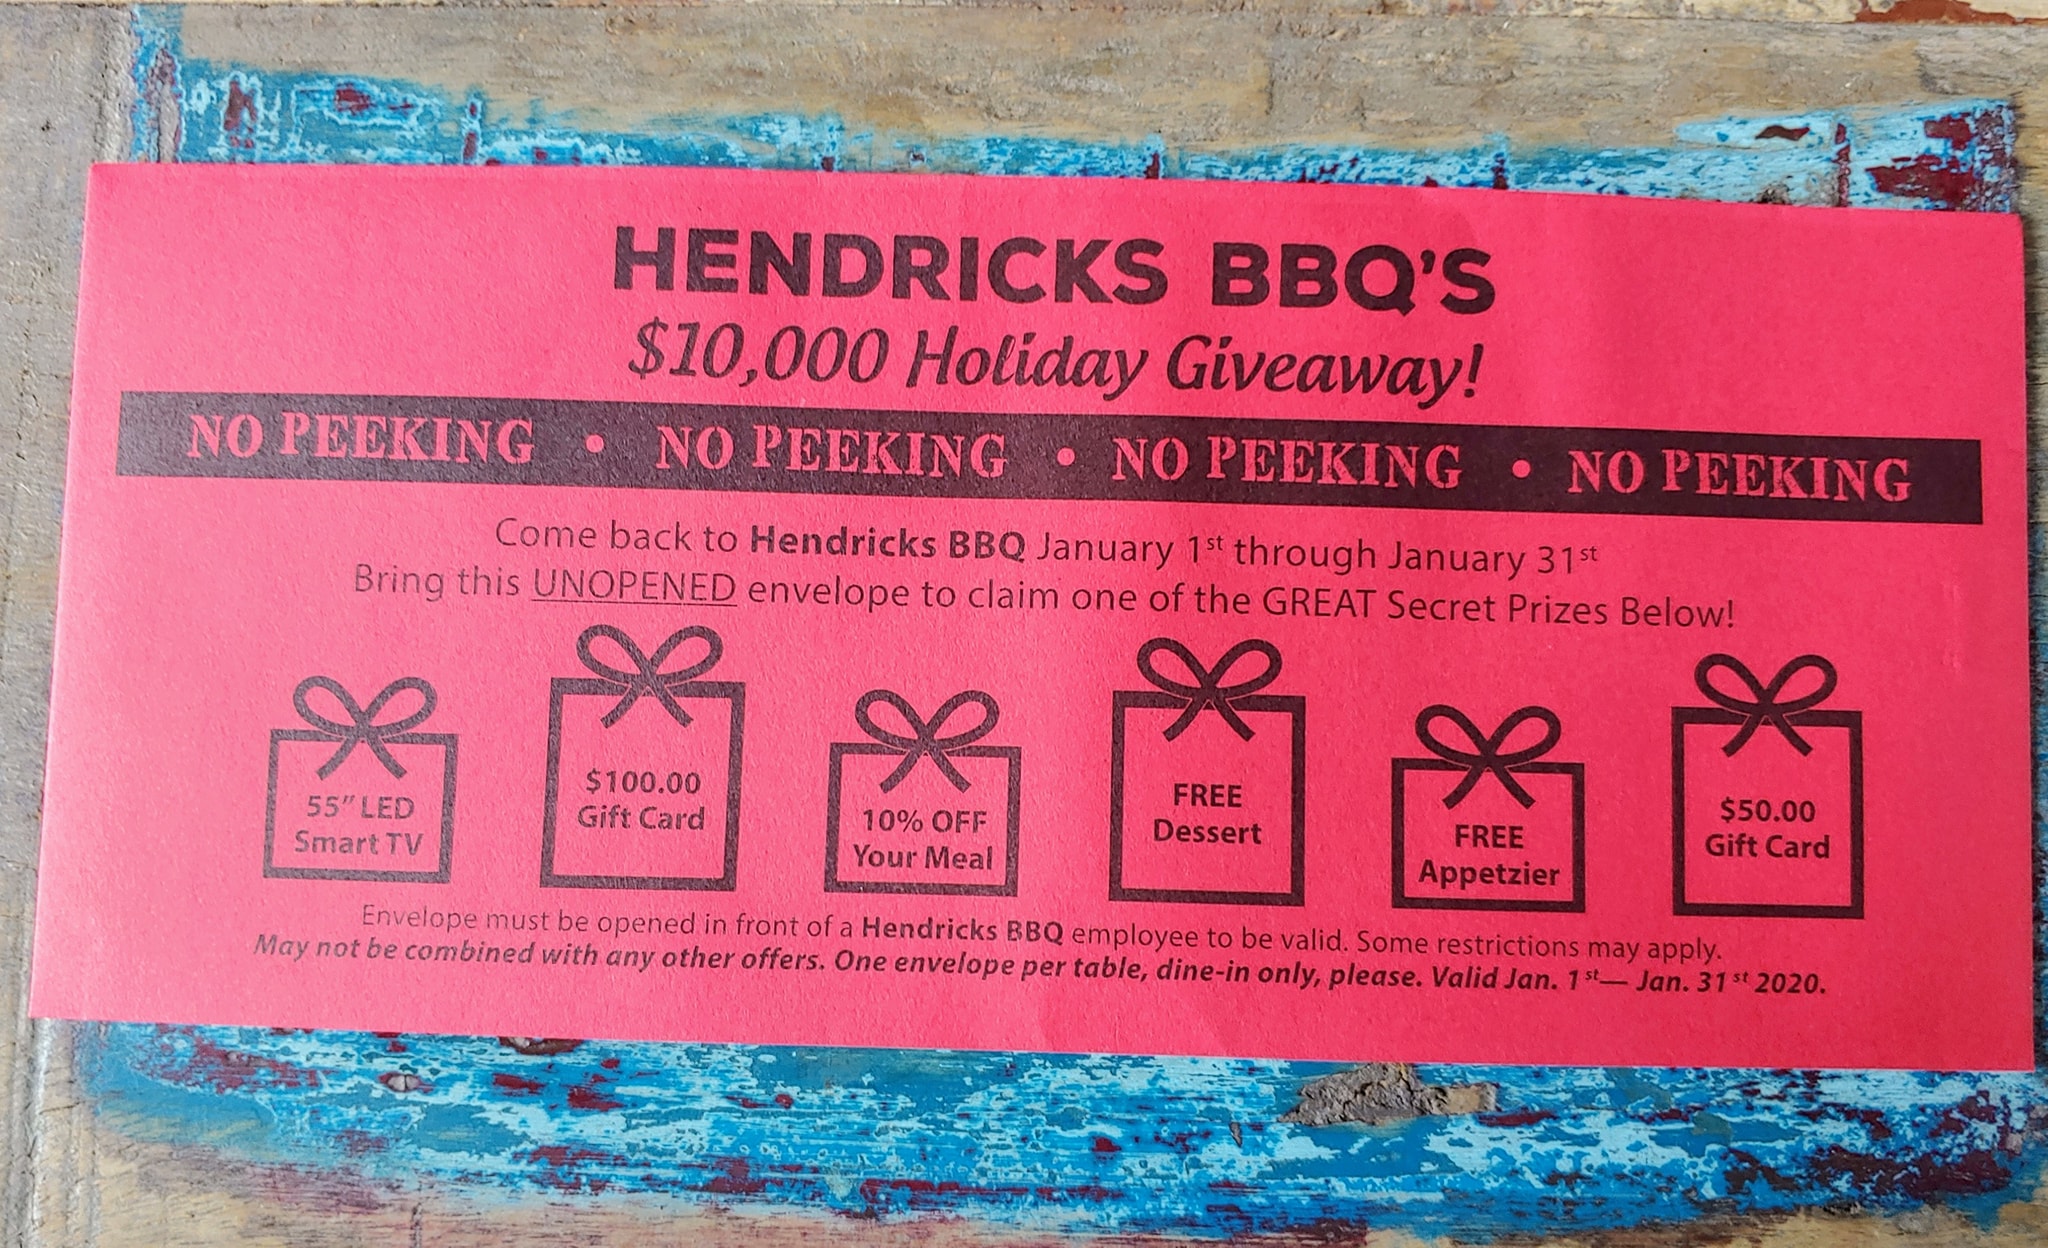 HENDRICKS BBQ'S
$10,000 Holiday Giveaway!
NO PEEKING • NO PEEKING • NO PEEKING • NO PEEKING
Come back to Hendricks BBQ January 1st through January 31st
Bring this UNOPENED envelope to claim one of the GREAT Secret Prizes Below!
55" LED
Smart TV
$100.00
Gift Card
10% OFF
Your Meal
FREE
Dessert
FREE
Appetzier
$50.00
Gift Card
Envelope must be opened in front of a Hendricks BBQ employee to be valid. Some restrictions may apply.
May not be combined with any other offers. One envelope per table, dine-in only, please. Valid Jan. 1st— Jan. 31st 2020.